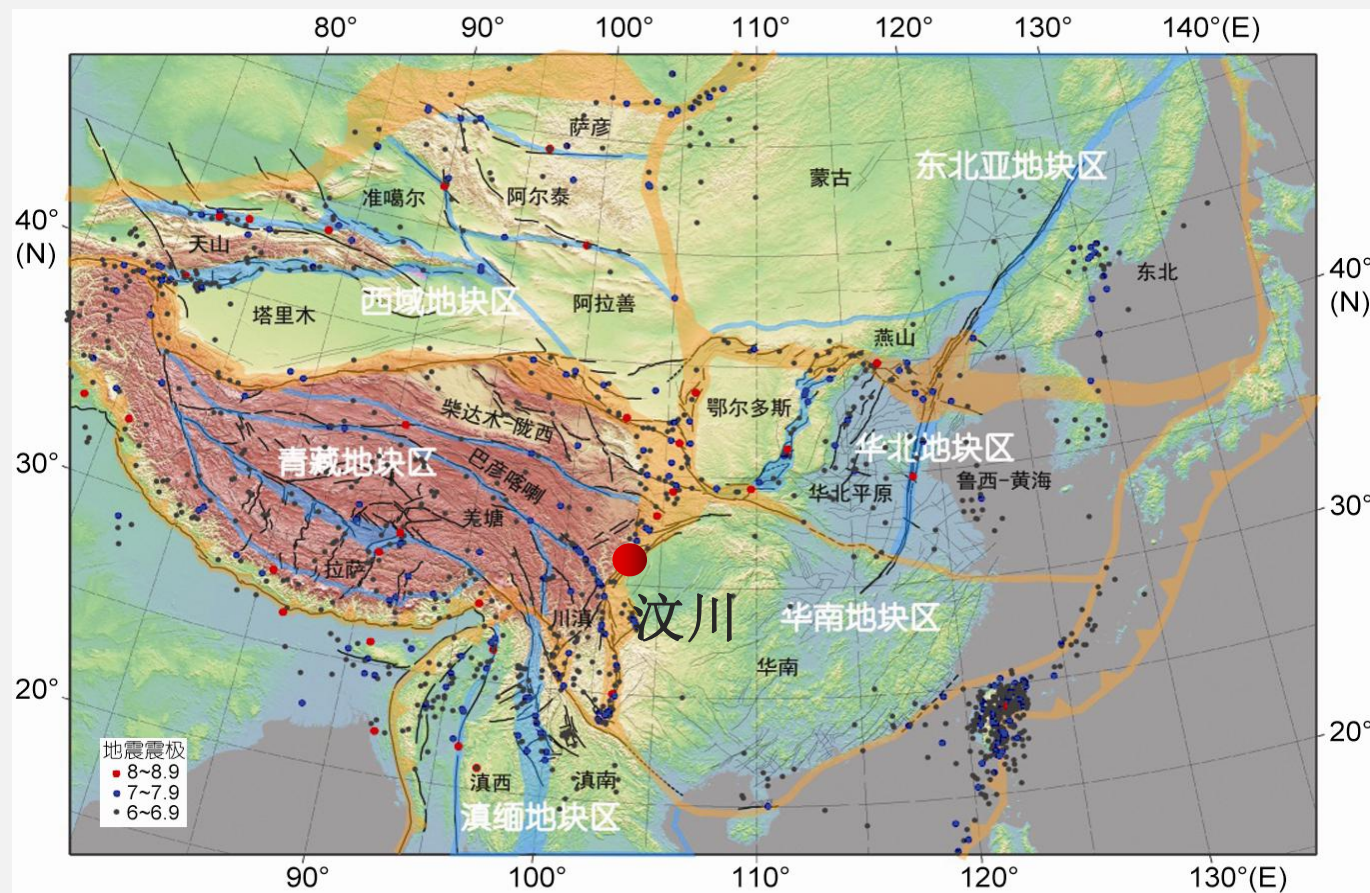 80° 90° 100° 110° 120° 130° 140°(E)
萨彦
蒙古
东北亚地块区
准噶尔
阿尔泰
40°
(N)
天山
东北
40°
(N)
西域地块区
阿拉善
塔里木
燕山
柴达木-陇西
鄂尔多斯
华北地块区
青藏地块区
巴彦喀喇
30°
鲁西-黄海
华北平原
羌塘
30°
拉萨
川滇
汶川
华南地块区
华南
20°
20°
地震震极
8~8.9
7~7.9
6~6.9
滇西
滇南
滇缅地块区
90° 100° 110° 120° 130°(E)